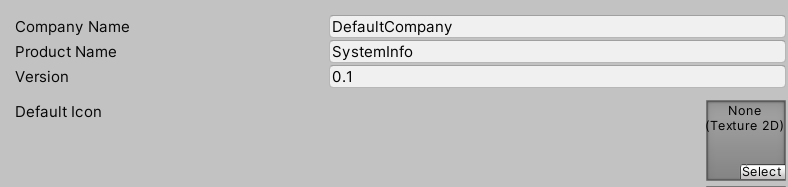 Company Name DefaultCompany
Product Name SystemInfo
Version 0.1
Default Icon
None
(Texture 2D)
Select